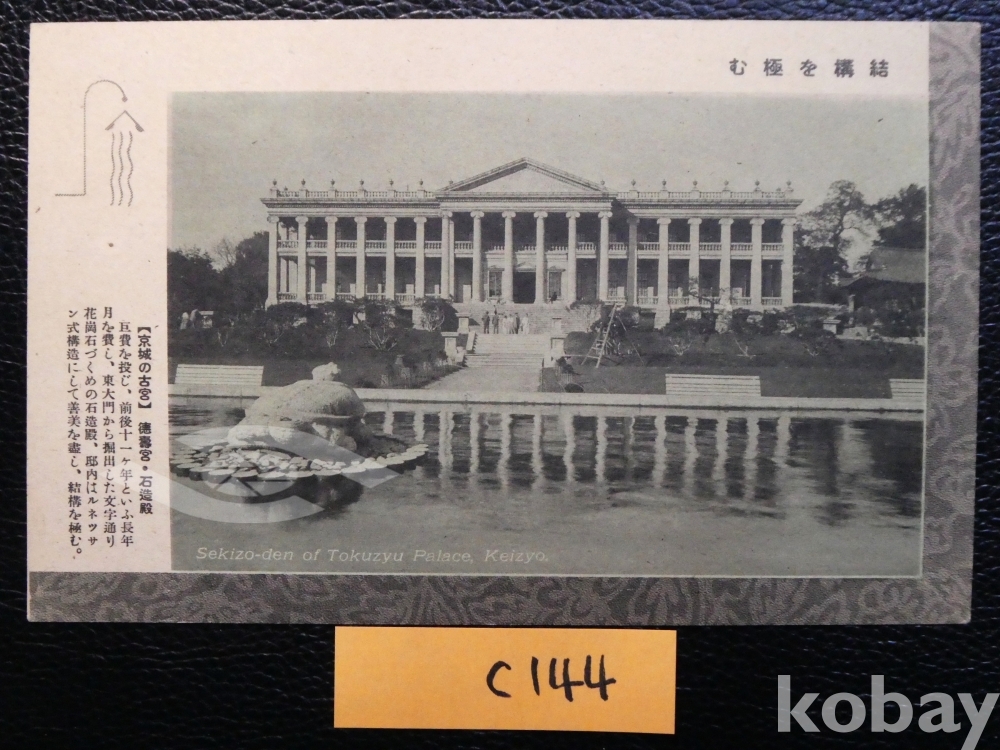 結構を極む
【京城の古宮】 德壽宮・石造殿
巨費を投じ、前後十一ヶ年といふ長年
月を費し、東大門から掘出した文字通り
花崗石づくめの石造殿、邸内はルネッサ
ン式構造にして善美を盡し、結構を極む。
Sekizo-den of Tokuzyu Palace, Keizyo.
C144
kobay